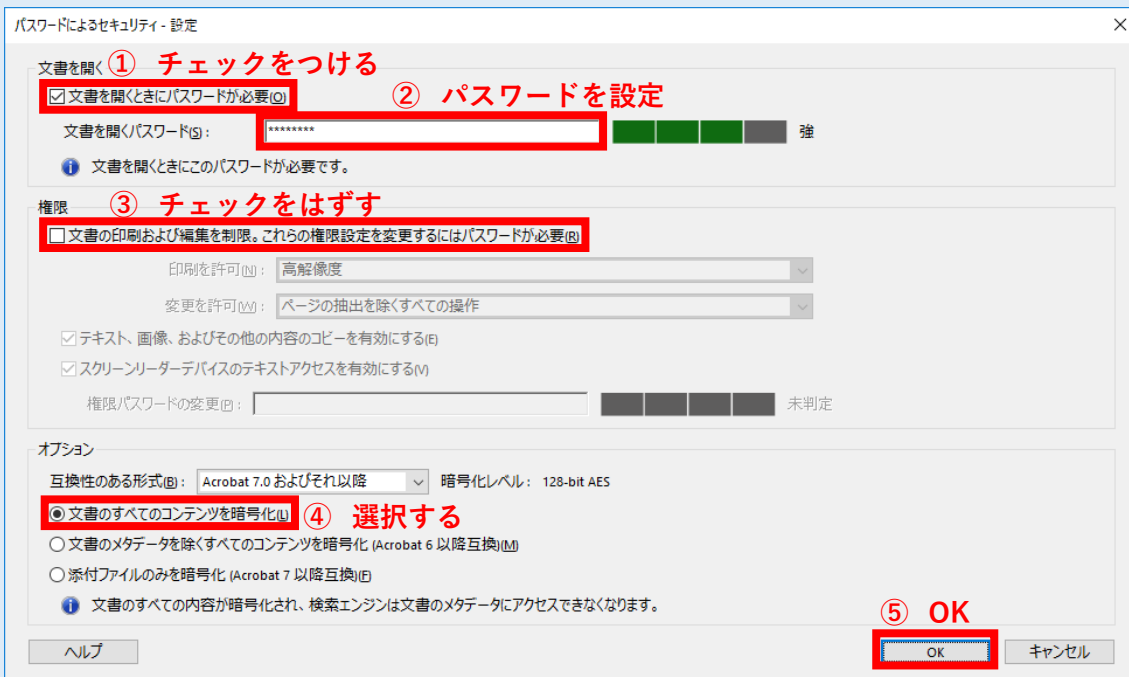 パスワードによるセキュリティ - 設定
文書を開く ① チェックをつける
文書を開くときにパスワードが必要(O)
② パスワードを設定
文書を開くパスワード(S): ******** 強
文書を開くときにこのパスワードが必要です。
権限 ③ チェックをはずす
文書の印刷および編集を制限。これらの権限設定を変更するにはパスワードが必要(R)
印刷を許可(N): 高解像度
変更を許可(W): ページの抽出を除くすべての操作
テキスト、画像、およびその他の内容のコピーを有効にする(E)
スクリーンリーダーデバイスのテキストアクセスを有効にする(V)
権限パスワードの変更(P): 未判定
オプション
互換性のある形式(B): Acrobat 7.0 およびそれ以降 暗号化レベル: 128-bit AES
文書のすべてのコンテンツを暗号化(L) ④ 選択する
文書のメタデータを除くすべてのコンテンツを暗号化 (Acrobat 6 以降互換)(M)
添付ファイルのみを暗号化 (Acrobat 7 以降互換)(F)
文書のすべての内容が暗号化され、検索エンジンは文書のメタデータにアクセスできなくなります。
⑤ OK
ヘルプ OK キャンセル